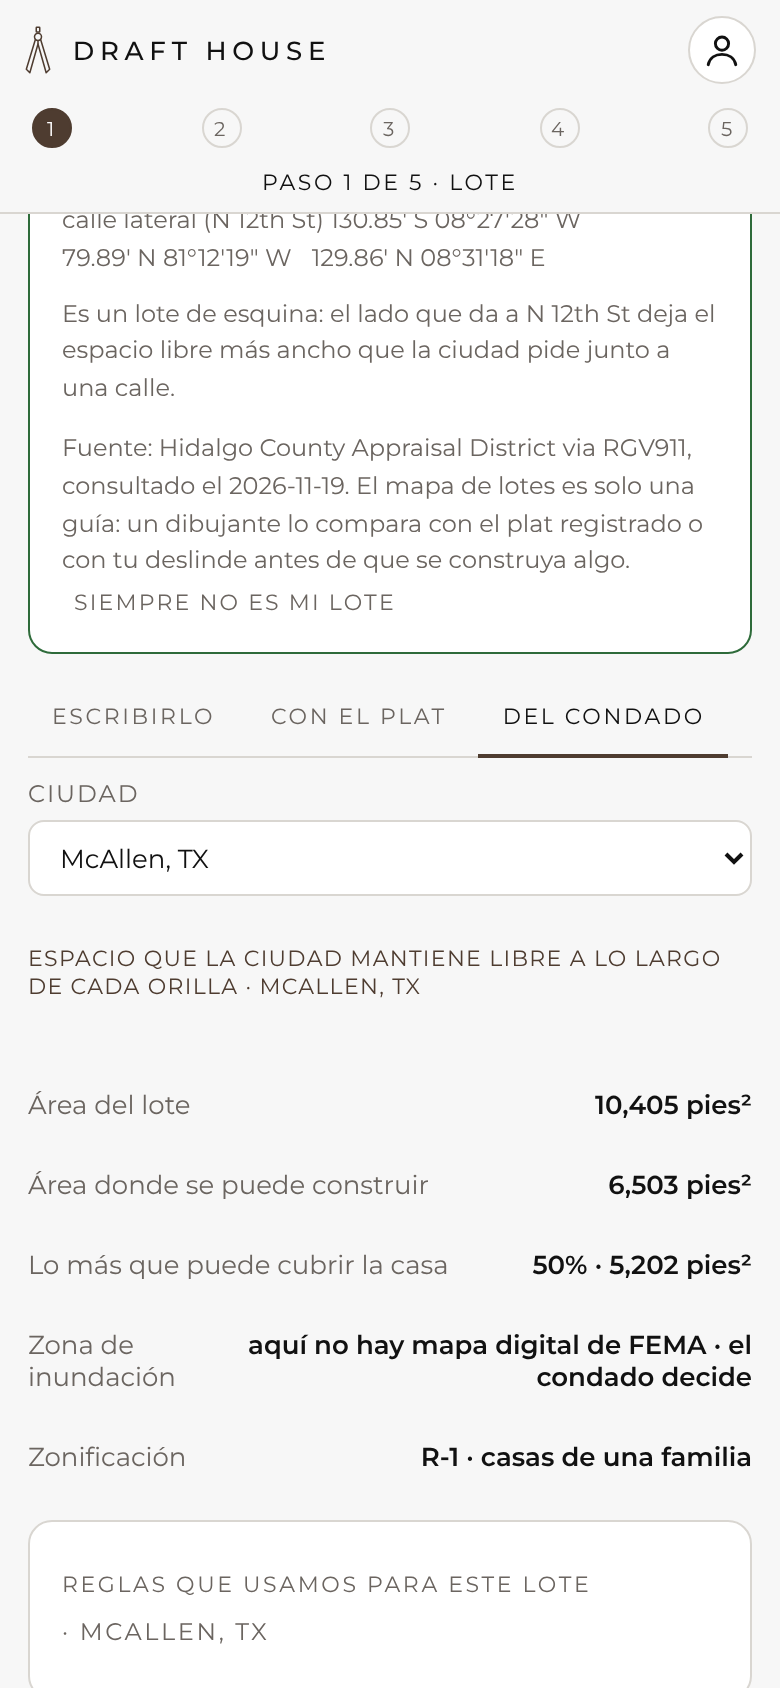 DRAFT HOUSE
1 2 3 4 5
PASO 1 DE 5 · LOTE
calle lateral (N 12th St) 130.85' S 08°27'28" W
79.89' N 81°12'19" W 129.86' N 08°31'18" E
Es un lote de esquina: el lado que da a N 12th St deja el
espacio libre más ancho que la ciudad pide junto a
una calle.
Fuente: Hidalgo County Appraisal District via RGV911,
consultado el 2026-11-19. El mapa de lotes es solo una
guía: un dibujante lo compara con el plat registrado o
con tu deslinde antes de que se construya algo.
SIEMPRE NO ES MI LOTE
ESCRIBIRLO CON EL PLAT DEL CONDADO
CIUDAD
McAllen, TX
ESPACIO QUE LA CIUDAD MANTIENE LIBRE A LO LARGO
DE CADA ORILLA · MCALLEN, TX
Área del lote 10,405 pies²
Área donde se puede construir 6,503 pies²
Lo más que puede cubrir la casa 50% · 5,202 pies²
Zona de inundación aquí no hay mapa digital de FEMA · el condado decide
Zonificación R-1 · casas de una familia
REGLAS QUE USAMOS PARA ESTE LOTE
· MCALLEN, TX